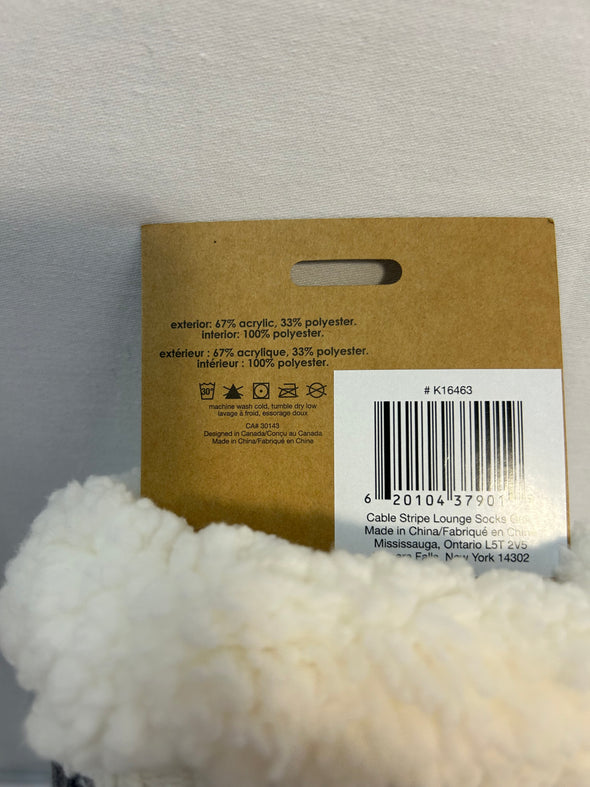 exterior: 67% acrylic, 33% polyester.
interior: 100% polyester.
extérieur : 67% acrylique, 33% polyester.
intérieur : 100% polyester.
30°
machine wash cold, tumble dry low
lavage à froid, essorage doux
CA# 30143
Designed in Canada/Conçu au Canada
Made in China/Fabriqué en China
# K16463
6 20104 37901
Cable Stripe Lounge Socks
Made in China/Fabriqué en China
Mississauga, Ontario L5T 2V5
Falls, New York 14302